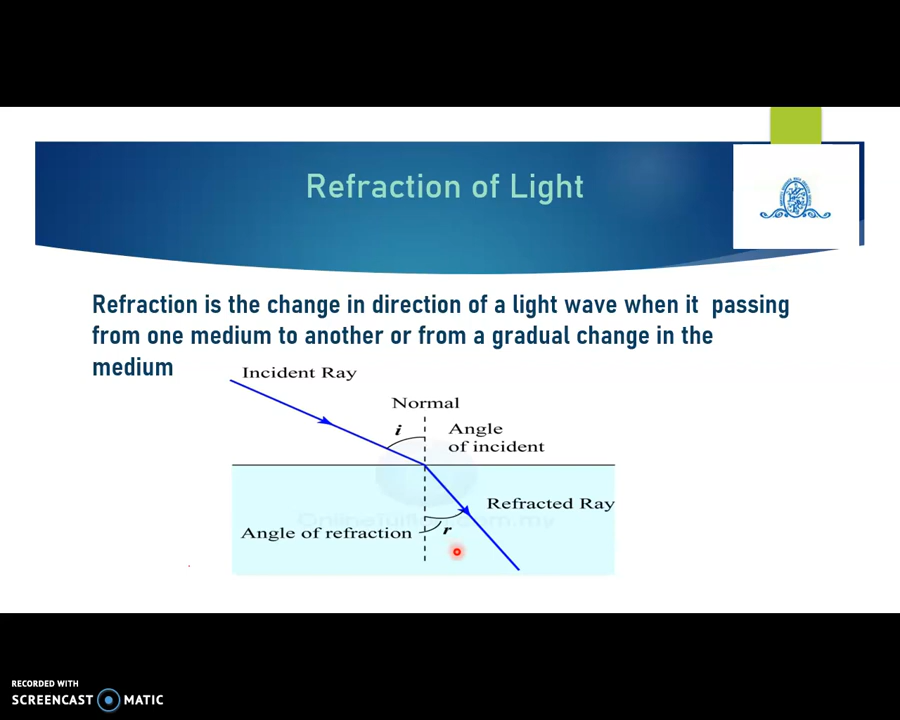 Refraction of Light
Refraction is the change in direction of a light wave when it passing
from one medium to another or from a gradual change in the
medium
Incident Ray
Normal
i
Angle
of incident
Refracted Ray
Angle of refraction
r
RECORDED WITH
SCREENCAST MATIC